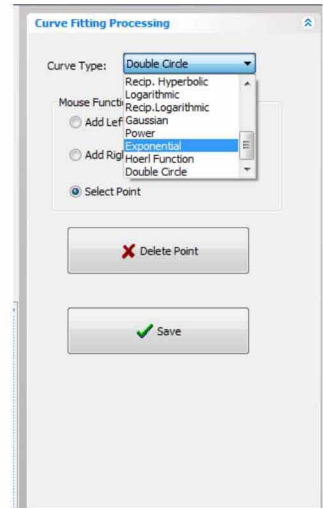 Curve Fitting Processing
Curve Type: Double Circle
Recip. Hyperbolic
Logarithmic
Recip.Logarithmic
Gaussian
Power
Exponential
Hoerl Function
Double Circle
Mouse Functi
Add Lef
Add Rig
Select Point
Delete Point
Save